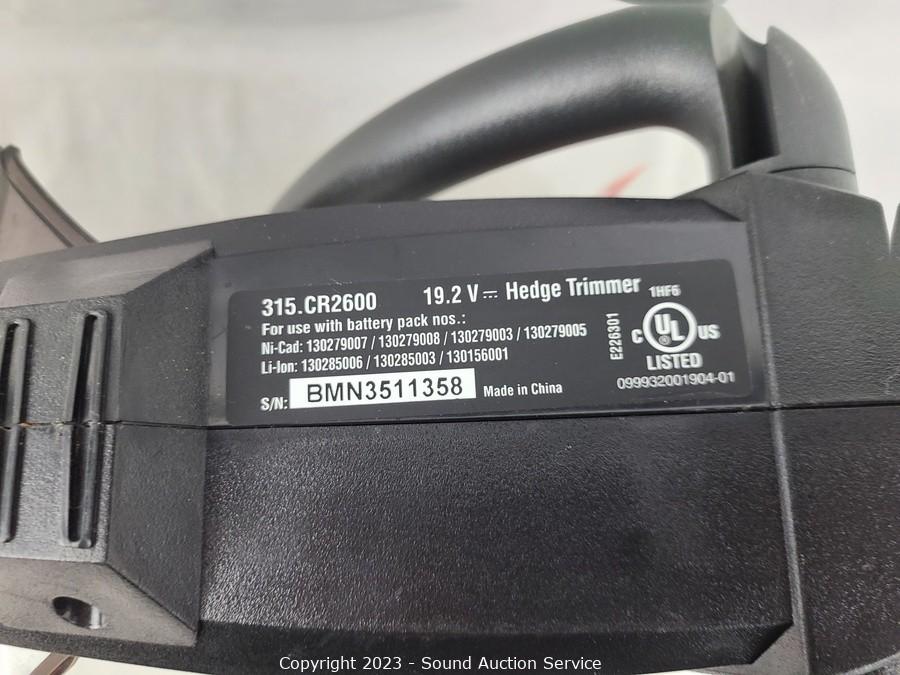 315.CR2600 19.2 V⎓ Hedge Trimmer 1HF6
For use with battery pack nos.:
Ni-Cad: 130279007 / 130279008 / 130279003 / 130279005
Li-Ion: 130285006 / 130285003 / 130156001
S/N: BMN3511358 Made in China
E226301
C UL US
LISTED
099932001904-01
Copyright 2023 - Sound Auction Service